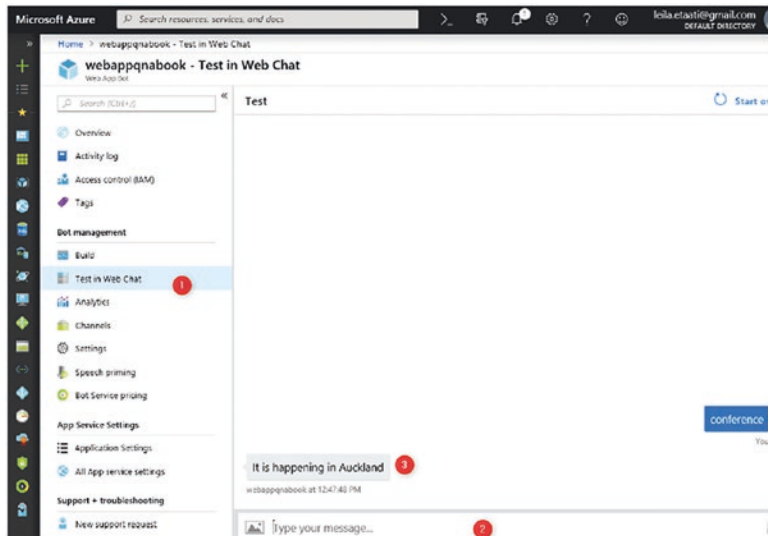 Microsoft Azure
Search resources, services, and docs
leila.etaati@gmail.com
DEFAULT DIRECTORY
Home > webappqnabook - Test in Web Chat
webappqnabook - Test in Web Chat
Web App Bot
Search (Ctrl+/)
Overview
Activity log
Access control (IAM)
Tags
Bot management
Build
Test in Web Chat
1
Analytics
Channels
Settings
Speech priming
Bot Service pricing
App Service Settings
Application Settings
All App service settings
Support + troubleshooting
New support request
Test
Start o
conference
You
It is happening in Auckland
3
webappqnabook at 12:47:48 PM
Type your message...
2